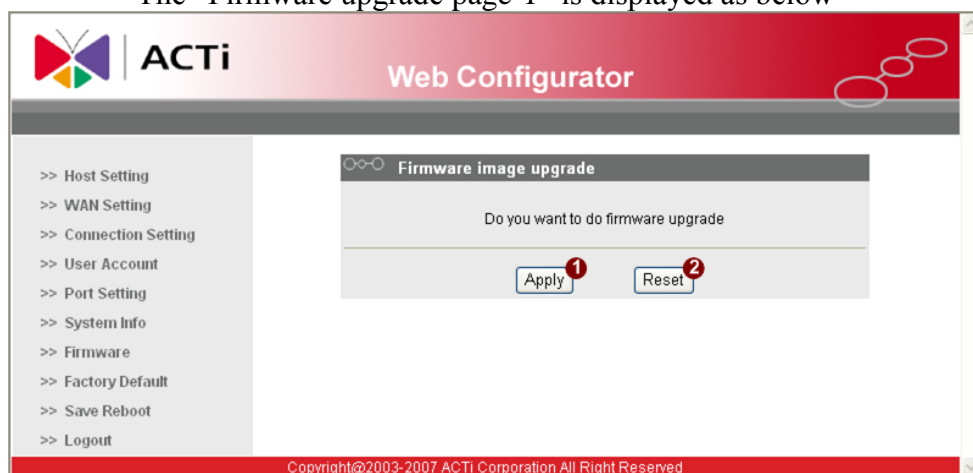 The "Firmware upgrade page 1" is displayed as below
ACTi
Web Configurator
>> Host Setting
>> WAN Setting
>> Connection Setting
>> User Account
>> Port Setting
>> System Info
>> Firmware
>> Factory Default
>> Save Reboot
>> Logout
Firmware image upgrade
Do you want to do firmware upgrade
Apply 1
Reset 2
Copyright@2003-2007 ACTi Corporation All Right Reserved